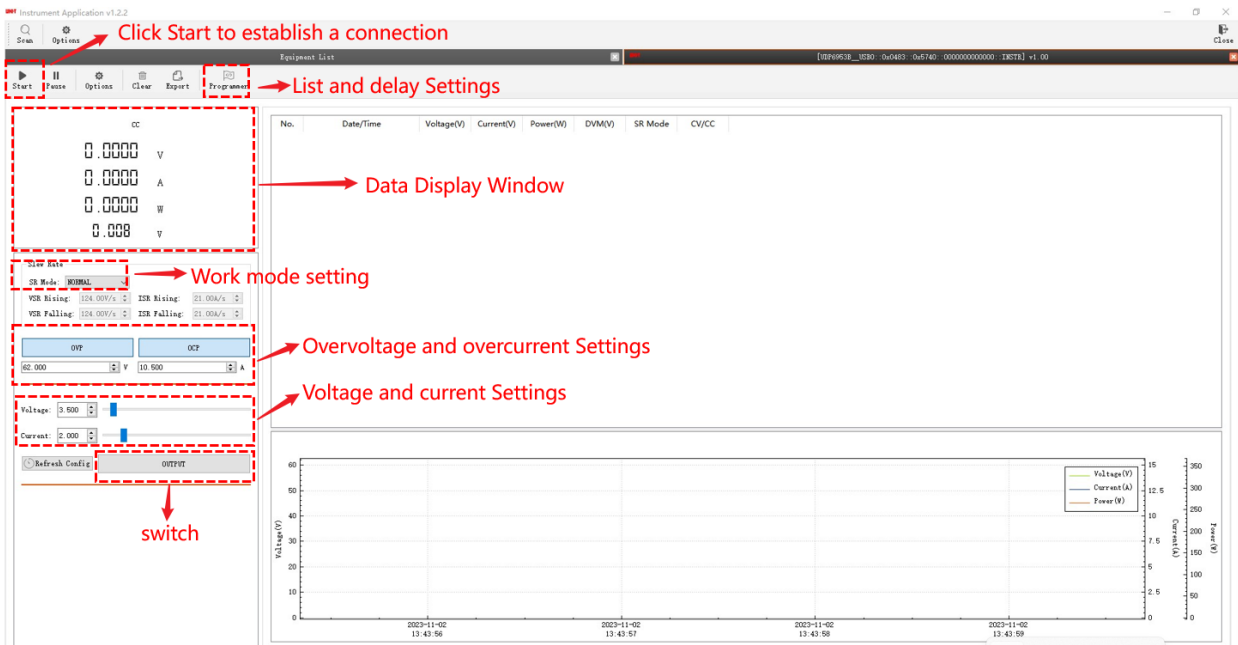 UNI-T Instrument Application v1.2.2
Scan Options Close
Click Start to establish a connection
Equipment List [UDP6953B__USB0::0x0483::0x5740::0000000000000::INSTR] v1.00
Start Pause Options Clear Export Programmer
List and delay Settings
CC
0.0000 V
0.0000 A
0.0000 W
0.008 V
No. Date/Time Voltage(V) Current(V) Power(W) DVM(V) SR Mode CV/CC
Data Display Window
Slew Rate
SR Mode: NORMAL
Work mode setting
VSR Rising: 124.00V/s ISR Rising: 21.00A/s
VSR Falling: 124.00V/s ISR Falling: 21.00A/s
OVP OCP
62.000 V 10.500 A
Overvoltage and overcurrent Settings
Voltage: 3.500
Current: 2.000
Voltage and current Settings
Refresh Config OUTPUT
switch
Voltage(V)
60
50
40
30
20
10
0
Voltage(V)
Current(A)
Power(W)
15
12.5
10
7.5
5
2.5
0
Current(A)
350
300
250
200
150
100
50
0
Power(W)
2023-11-02 2023-11-02 2023-11-02 2023-11-02
13:43:56 13:43:57 13:43:58 13:43:59